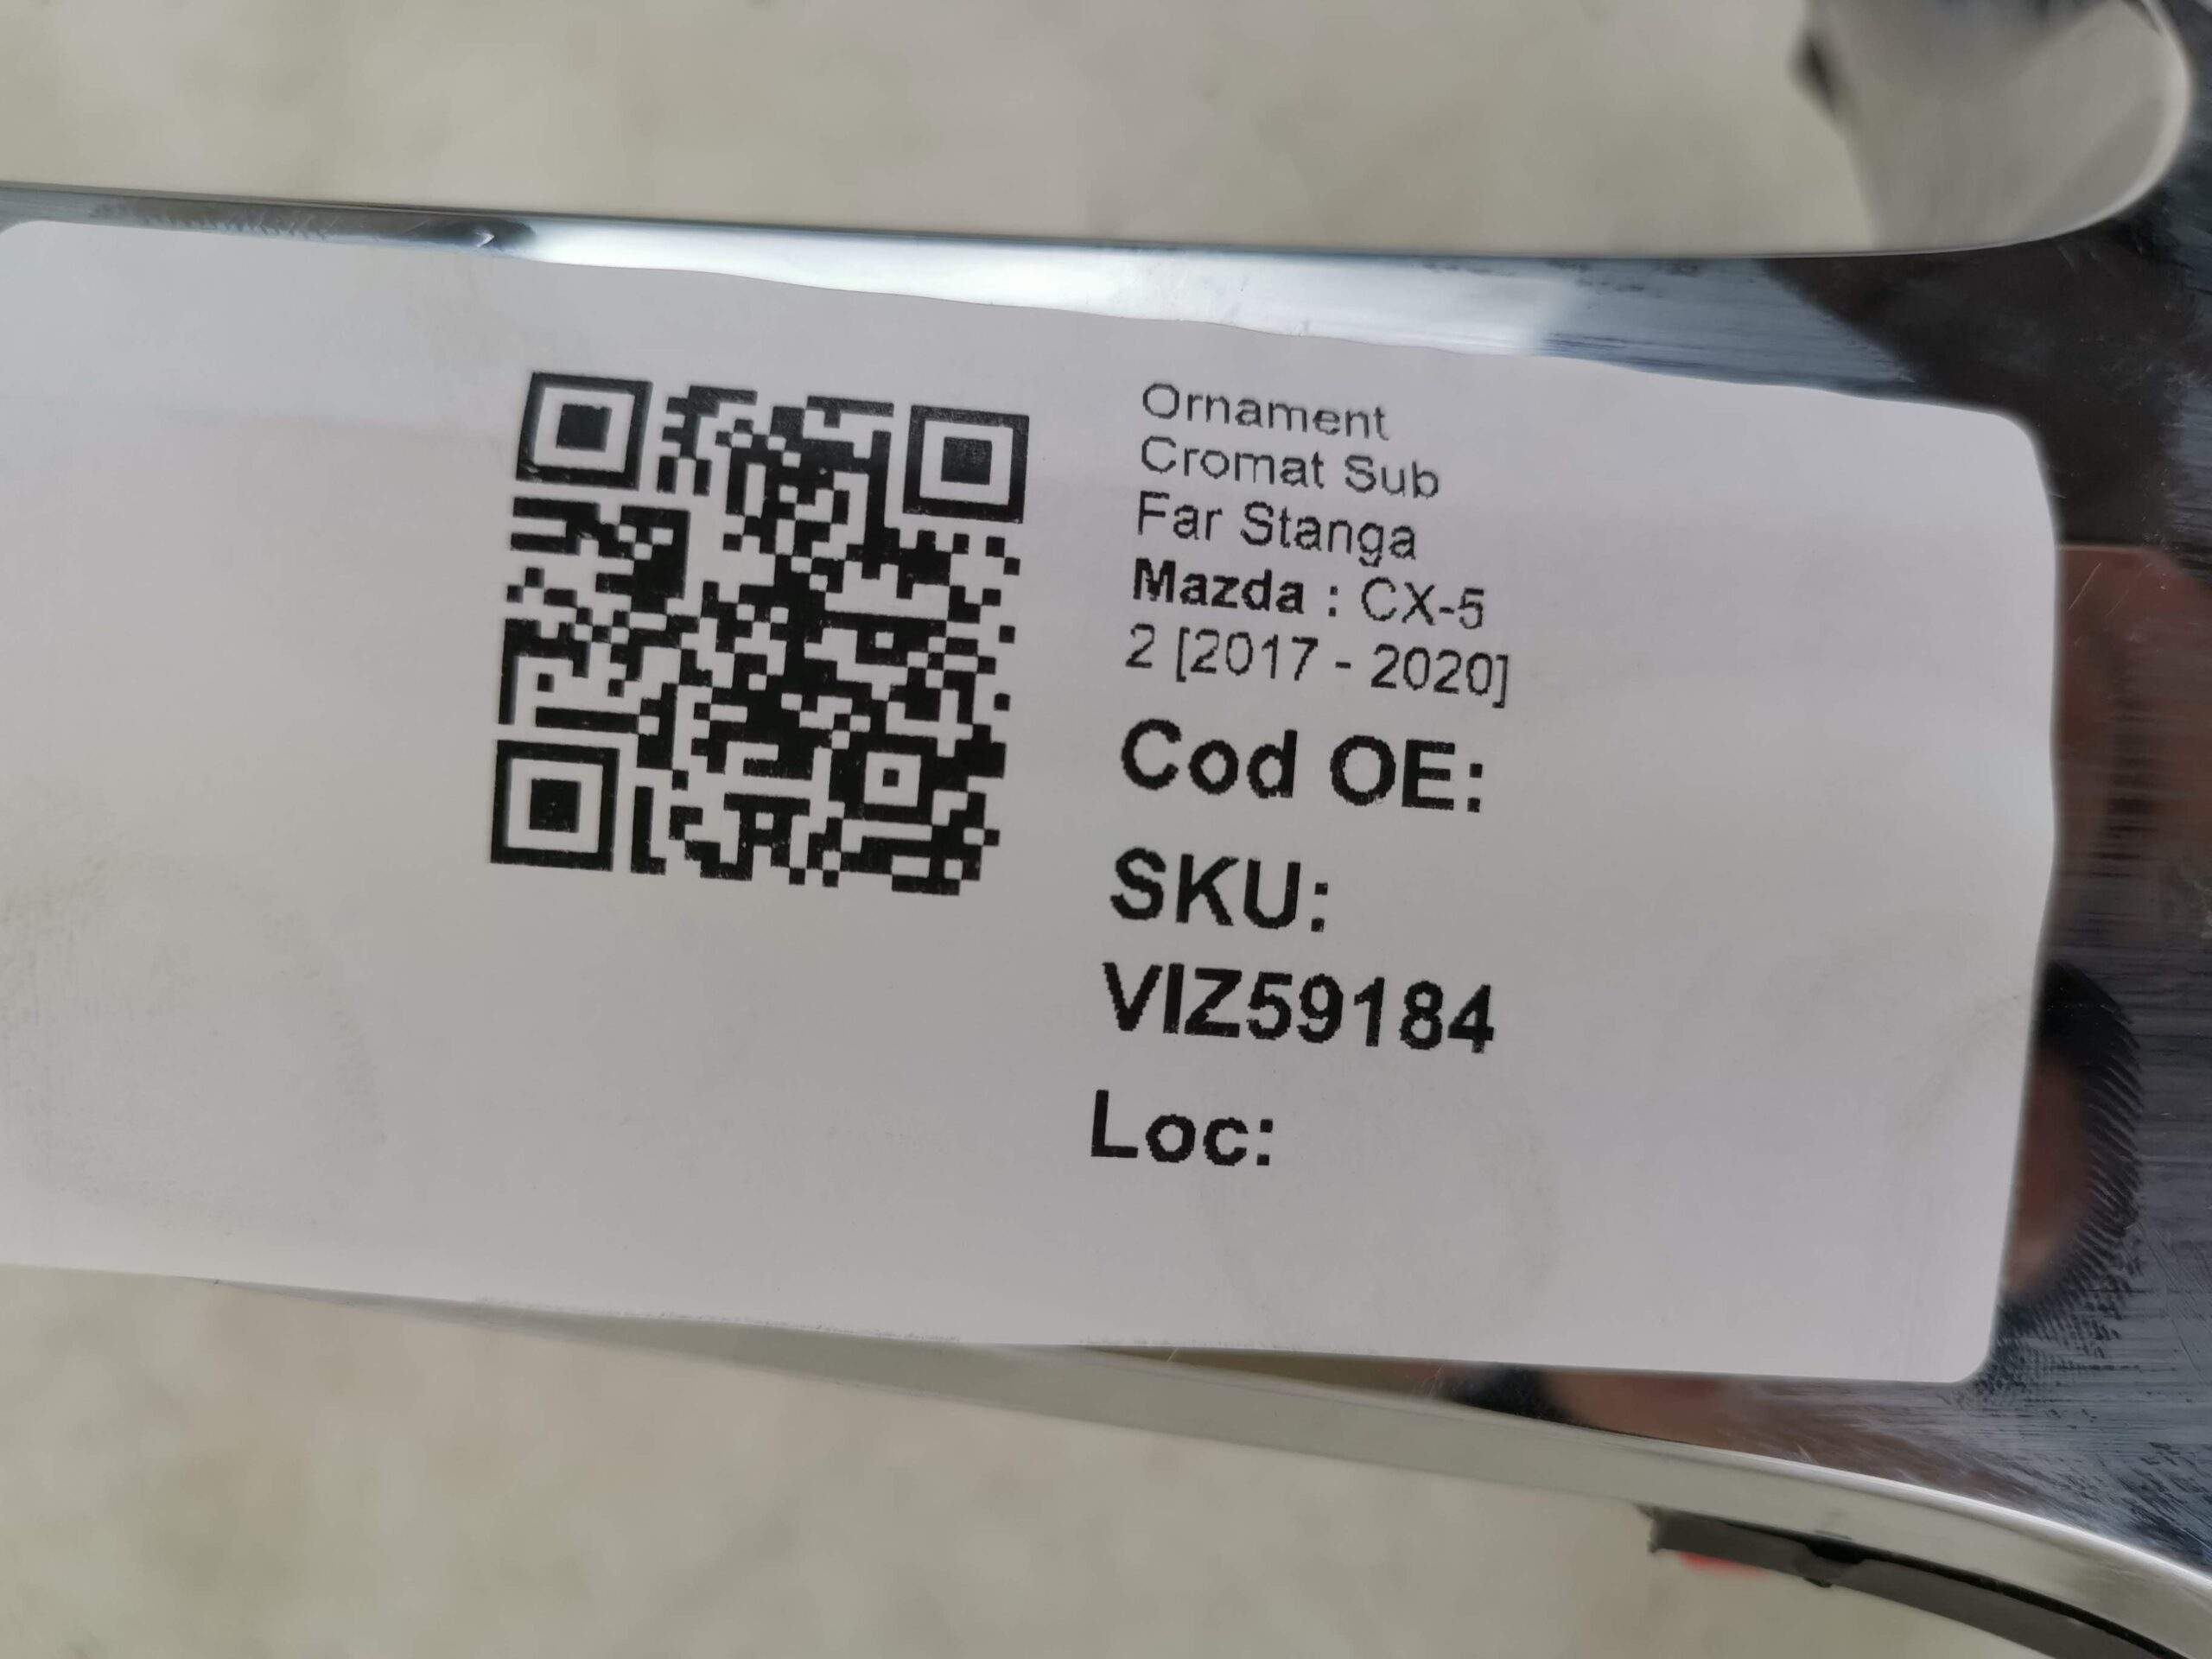 Ornament
Cromat Sub
Far Stanga
Mazda : CX-5
2 [2017 - 2020]
Cod OE:
SKU:
VIZ59184
Loc: